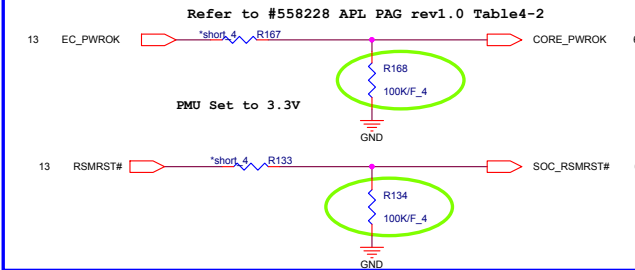 Refer to #558228 APL PAG rev1.0 Table4-2
13 EC_PWROK *short_4 R167 CORE_PWROK
R168
100K/F_4
PMU Set to 3.3V
GND
13 RSMRST# *short_4 R133 SOC_RSMRST#
R134
100K/F_4
GND